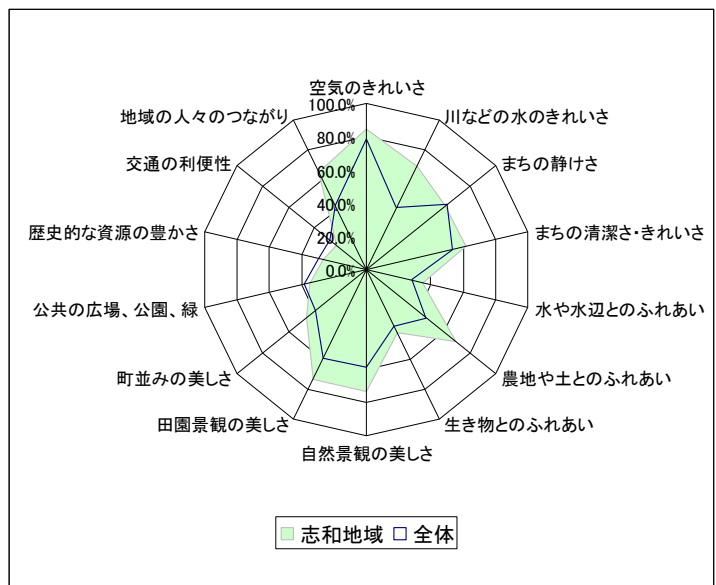 空気のきれいさ
川などの水のきれいさ
まちの静けさ
まちの清潔さ・きれいさ
水や水辺とのふれあい
農地や土とのふれあい
生き物とのふれあい
自然景観の美しさ
田園景観の美しさ
町並みの美しさ
公共の広場、公園、緑
歴史的な資源の豊かさ
交通の利便性
地域の人々のつながり
100.0%
80.0%
60.0%
40.0%
20.0%
0.0%
志和地域 全体